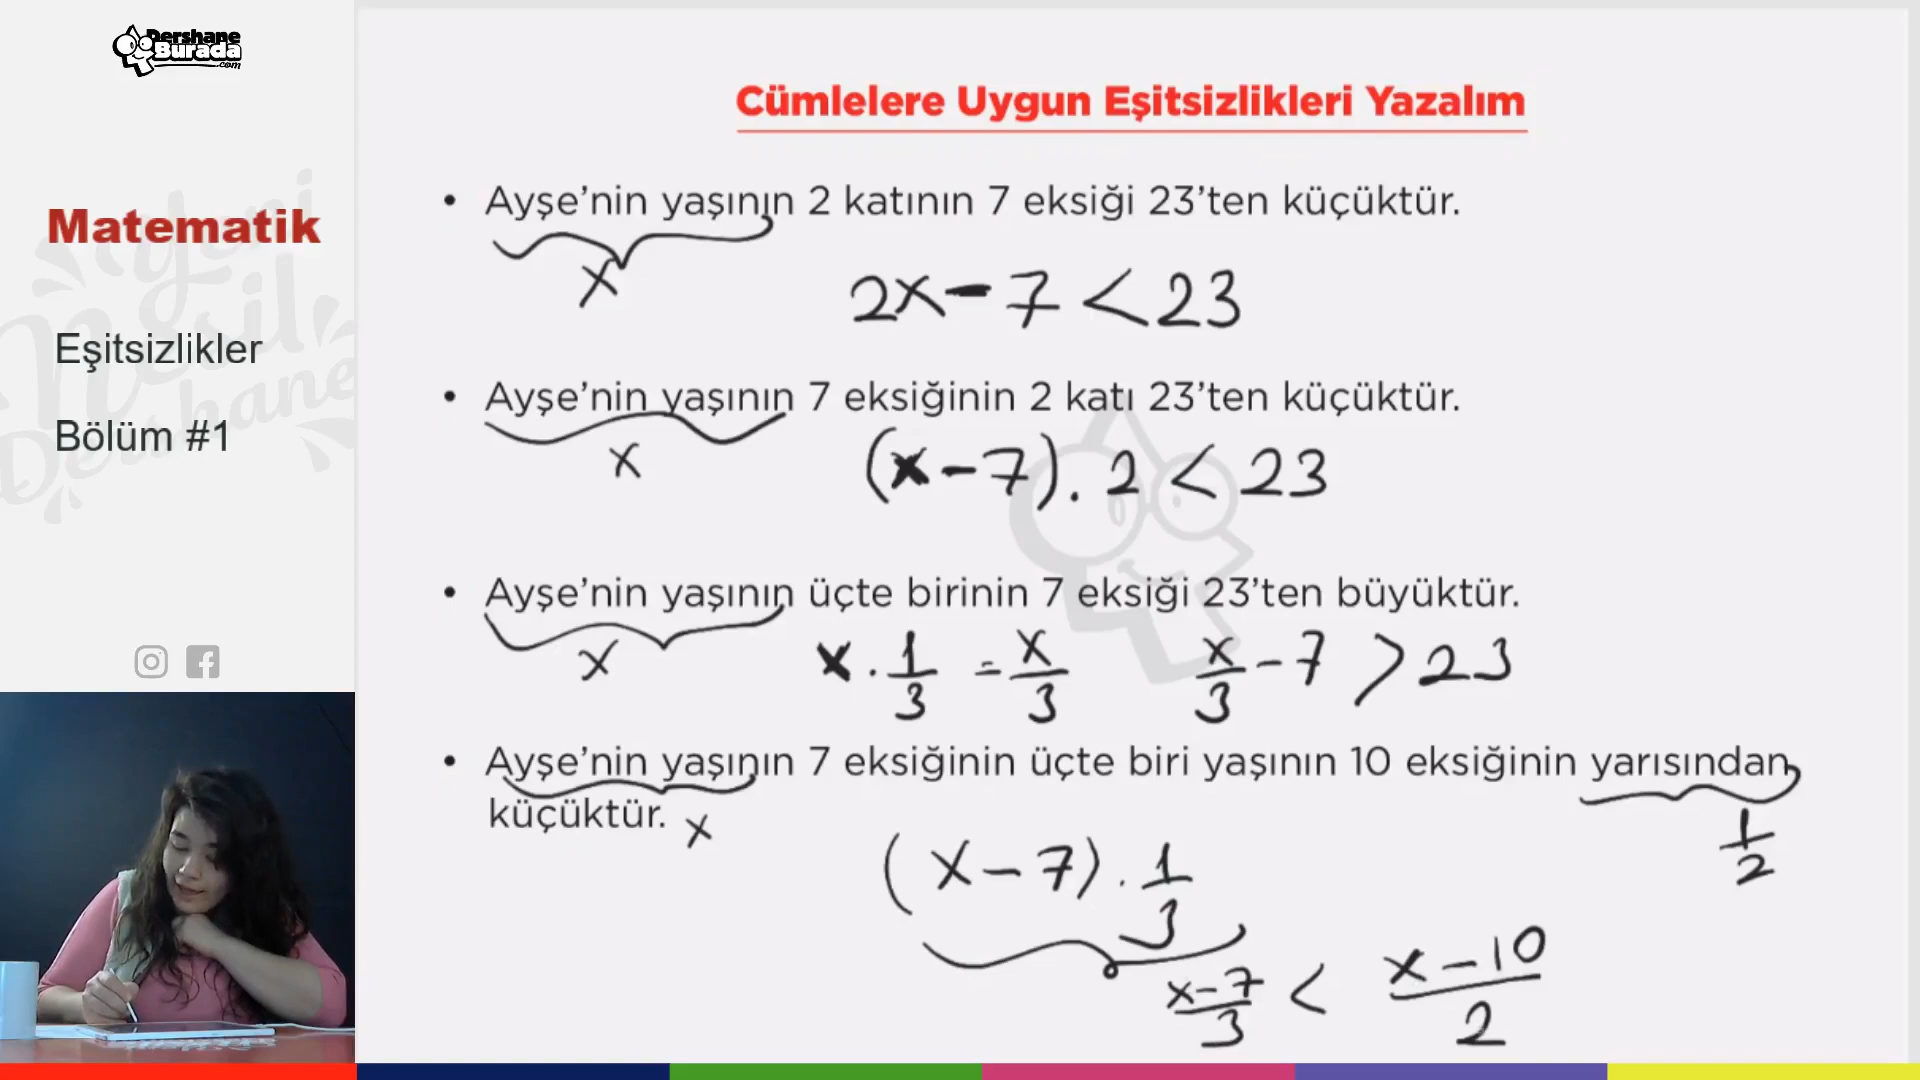 Dershane
Burada
.com
Cümlelere Uygun Eşitsizlikleri Yazalım
Matematik
Eşitsizlikler
Bölüm #1
Yeni
Nesil
Dershane
• Ayşe'nin yaşının 2 katının 7 eksiği 23'ten küçüktür.
x
2x - 7 < 23
• Ayşe'nin yaşının 7 eksiğinin 2 katı 23'ten küçüktür.
x
(x - 7) . 2 < 23
• Ayşe'nin yaşının üçte birinin 7 eksiği 23'ten büyüktür.
x
x . 1/3 = x/3 x/3 - 7 > 23
• Ayşe'nin yaşının 7 eksiğinin üçte biri yaşının 10 eksiğinin yarısından
küçüktür. x
1/2
(x - 7) . 1/3
x-7/3 < x-10/2